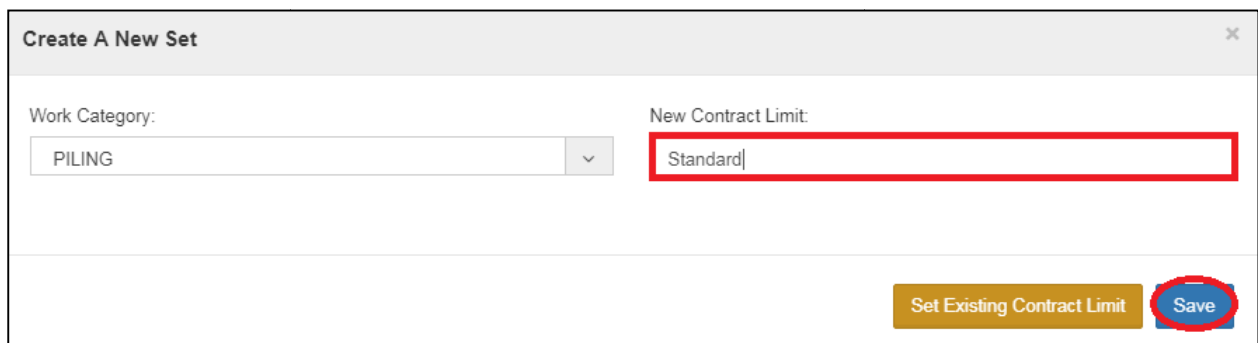 Create A New Set
×
Work Category:
New Contract Limit:
PILING
Standard
Set Existing Contract Limit
Save